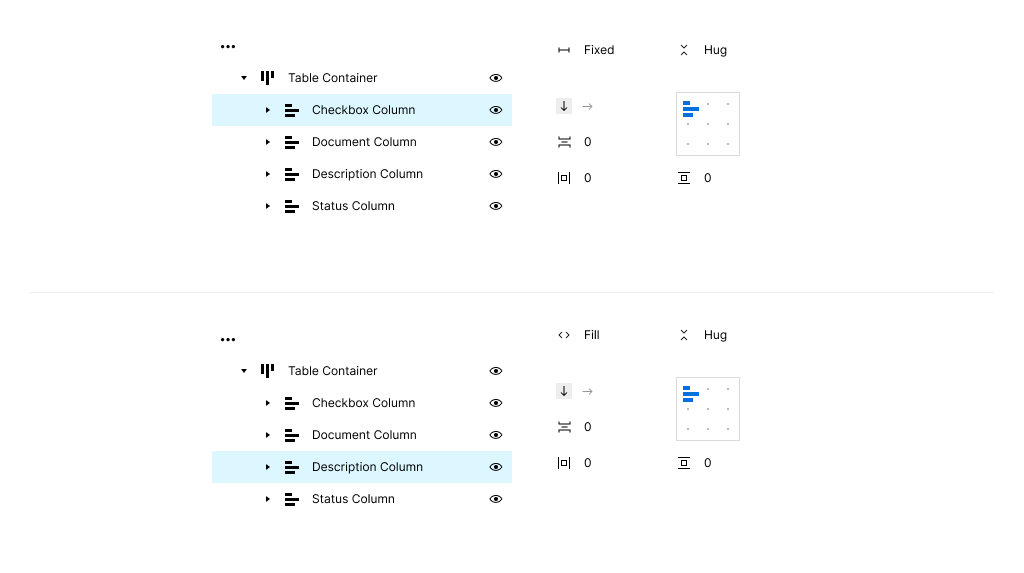 Fixed
Hug
Table Container
Checkbox Column
Document Column
0
Description Column
0
0
Status Column
Fill
Hug
Table Container
Checkbox Column
Document Column
0
Description Column
0
0
Status Column